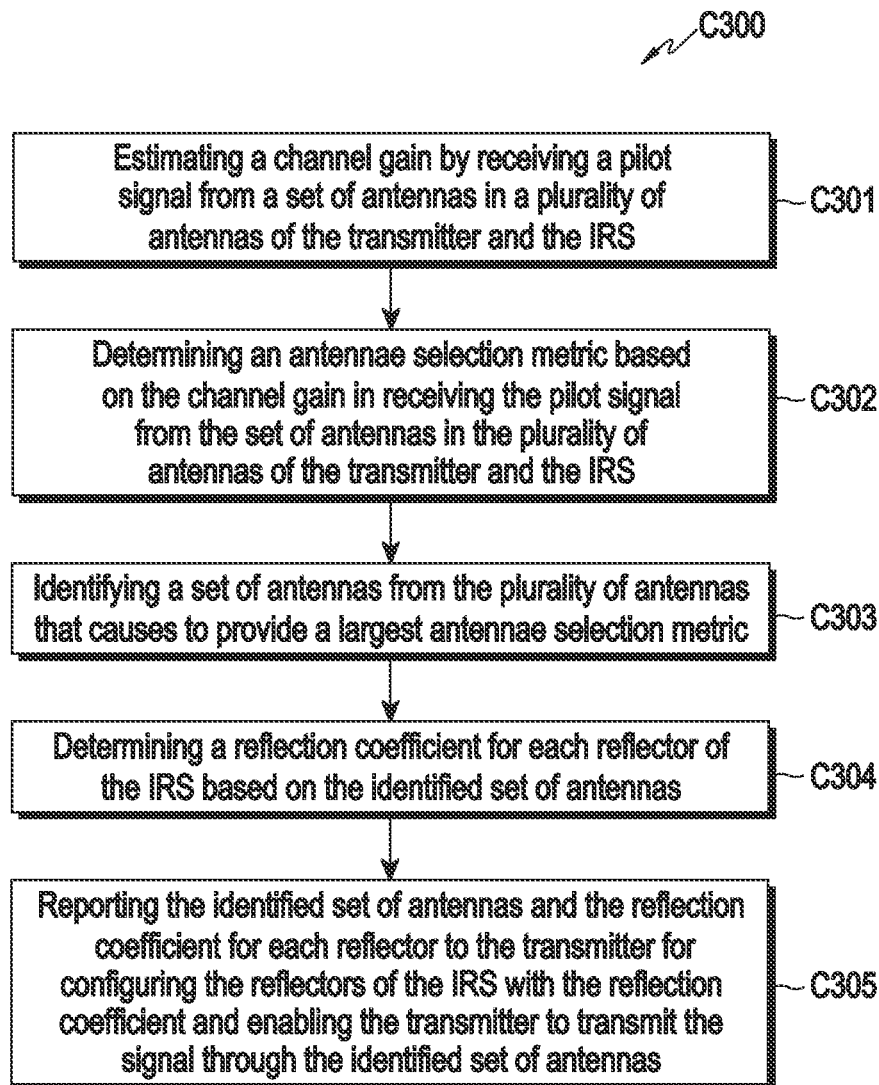 C300
Estimating a channel gain by receiving a pilot
signal from a set of antennas in a plurality of
antennas of the transmitter and the IRS
C301
Determining an antennae selection metric based
on the channel gain in receiving the pilot signal
from the set of antennas in the plurality of
antennas of the transmitter and the IRS
C302
Identifying a set of antennas from the plurality of antennas
that causes to provide a largest antennae selection metric
C303
Determining a reflection coefficient for each reflector of
the IRS based on the identified set of antennas
C304
Reporting the identified set of antennas and the reflection
coefficient for each reflector to the transmitter for
configuring the reflectors of the IRS with the reflection
coefficient and enabling the transmitter to transmit the
signal through the identified set of antennas
C305